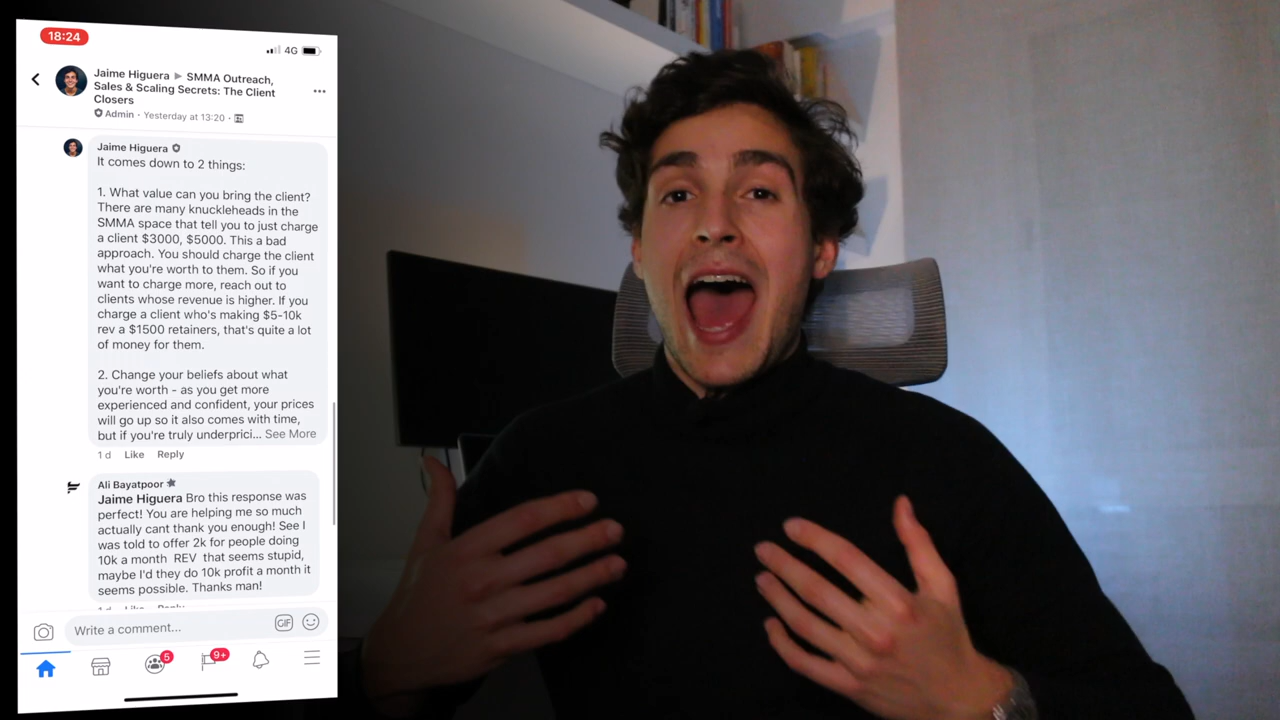 18:24
4G
Jaime Higuera ▶ SMMA Outreach,
Sales & Scaling Secrets: The Client
Closers
Admin · Yesterday at 13:20 ·
Jaime Higuera
It comes down to 2 things:
1. What value can you bring the client?
There are many knuckleheads in the
SMMA space that tell you to just charge
a client $3000, $5000. This a bad
approach. You should charge the client
what you're worth to them. So if you
want to charge more, reach out to
clients whose revenue is higher. If you
charge a client who's making $5-10k
rev a $1500 retainers, that's quite a lot
of money for them.
2. Change your beliefs about what
you're worth - as you get more
experienced and confident, your prices
will go up so it also comes with time,
but if you're truly underprici... See More
1 d Like Reply
Ali Bayatpoor
Jaime Higuera Bro this response was
perfect! You are helping me so much
actually cant thank you enough! See I
was told to offer 2k for people doing
10k a month REV that seems stupid,
maybe I'd they do 10k profit a month it
seems possible. Thanks man!
1 d Like Reply
Write a comment...
GIF
5
9+